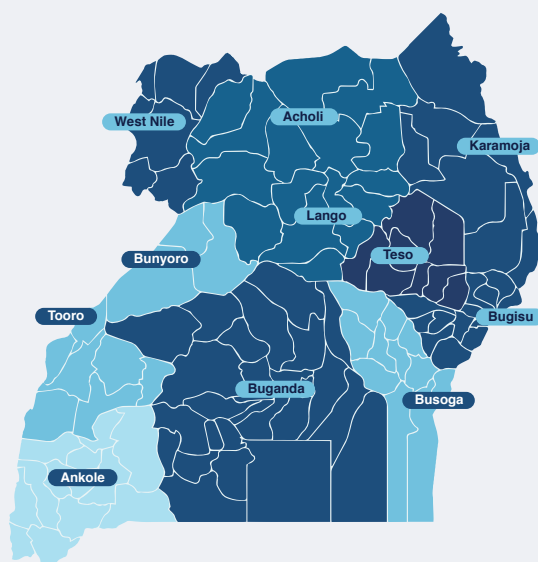 West Nile
Acholi
Karamoja
Lango
Teso
Bunyoro
Tooro
Bugisu
Buganda
Busoga
Ankole